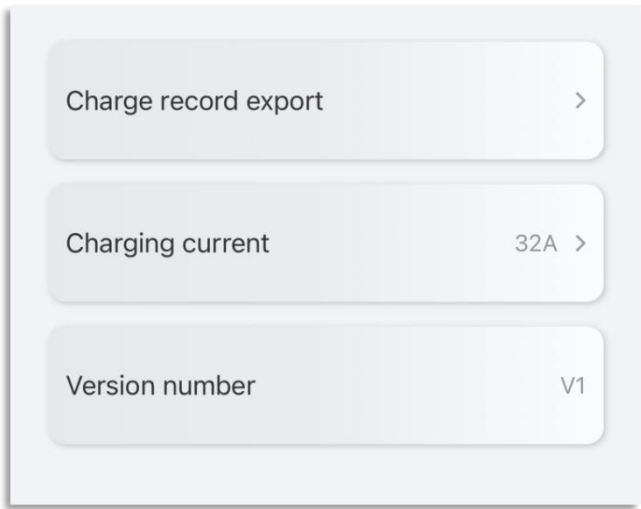 Charge record export
Charging current 32A
Version number V1